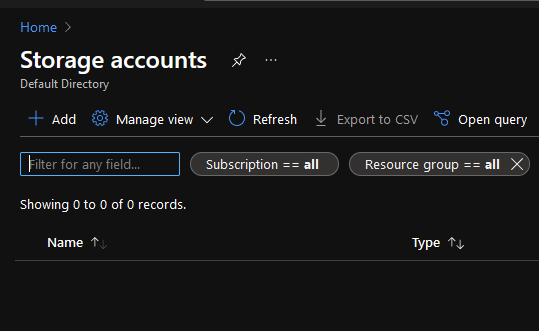 Home
Storage accounts
Default Directory
Add Manage view Refresh Export to CSV Open query
Filter for any field... Subscription == all Resource group == all
Showing 0 to 0 of 0 records.
Name Type